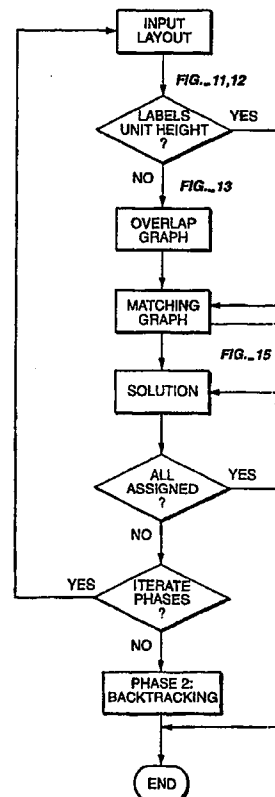 INPUT
LAYOUT
FIG._11,12
LABELS
UNIT HEIGHT
?
YES
NO
FIG._13
OVERLAP
GRAPH
MATCHING
GRAPH
FIG._15
SOLUTION
ALL
ASSIGNED
?
YES
NO
YES
ITERATE
PHASES
?
NO
PHASE 2:
BACKTRACKING
END